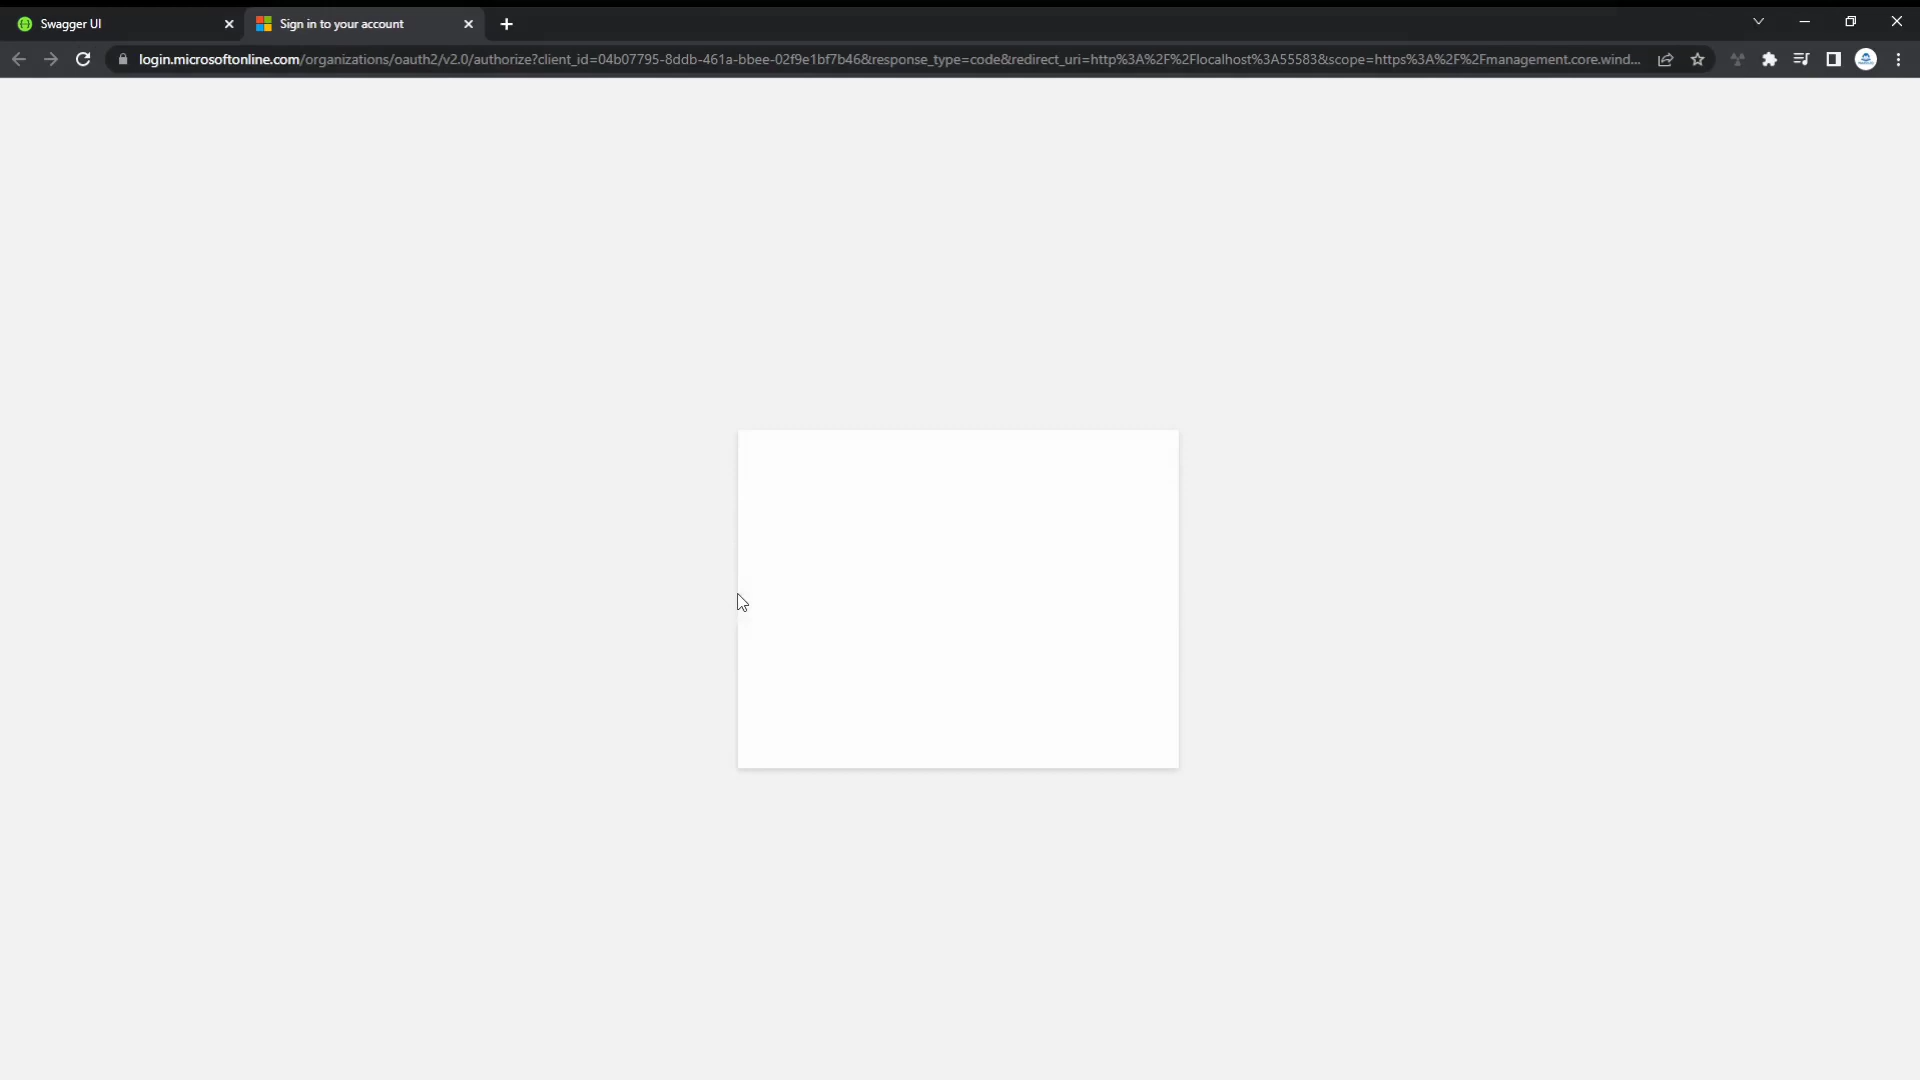 Swagger UI
Sign in to your account
login.microsoftonline.com/organizations/oauth2/v2.0/authorize?client_id=04b07795-8ddb-461a-bbee-02f9e1bf7b46&response_type=code&redirect_uri=http%3A%2F%2Flocalhost%3A55583&scope=https%3A%2F%2Fmanagement.core.wind...